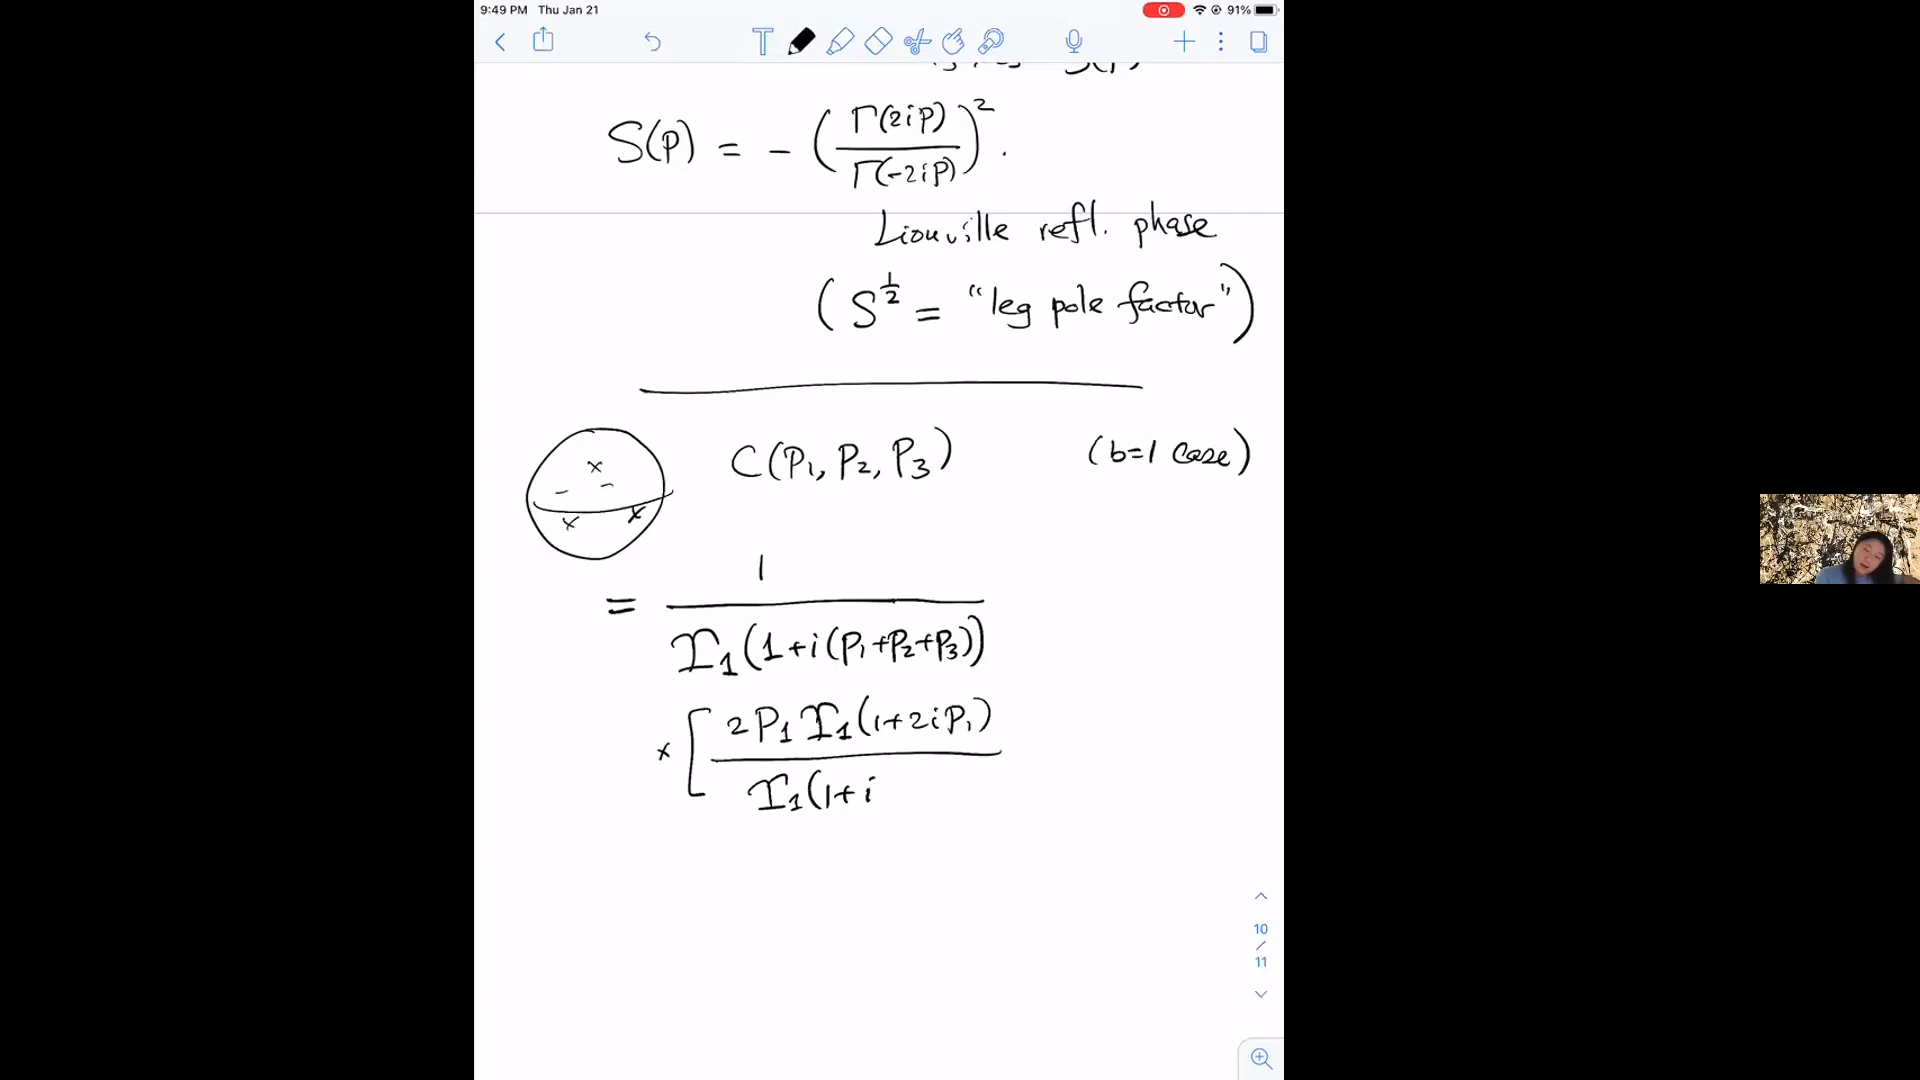 9:49 PM Thu Jan 21
91%
T
S(P) = - (Γ(2iP) / Γ(-2iP))² .
Liouville refl. phase
(S^{1/2} = "leg pole factor")
C(P₁, P₂, P₃) (b=1 case)
= 1 / Υ₁(1+i(P₁+P₂+P₃))
× [ 2P₁ Υ₁(1+2iP₁) / Υ₁(1+i
10
/
11